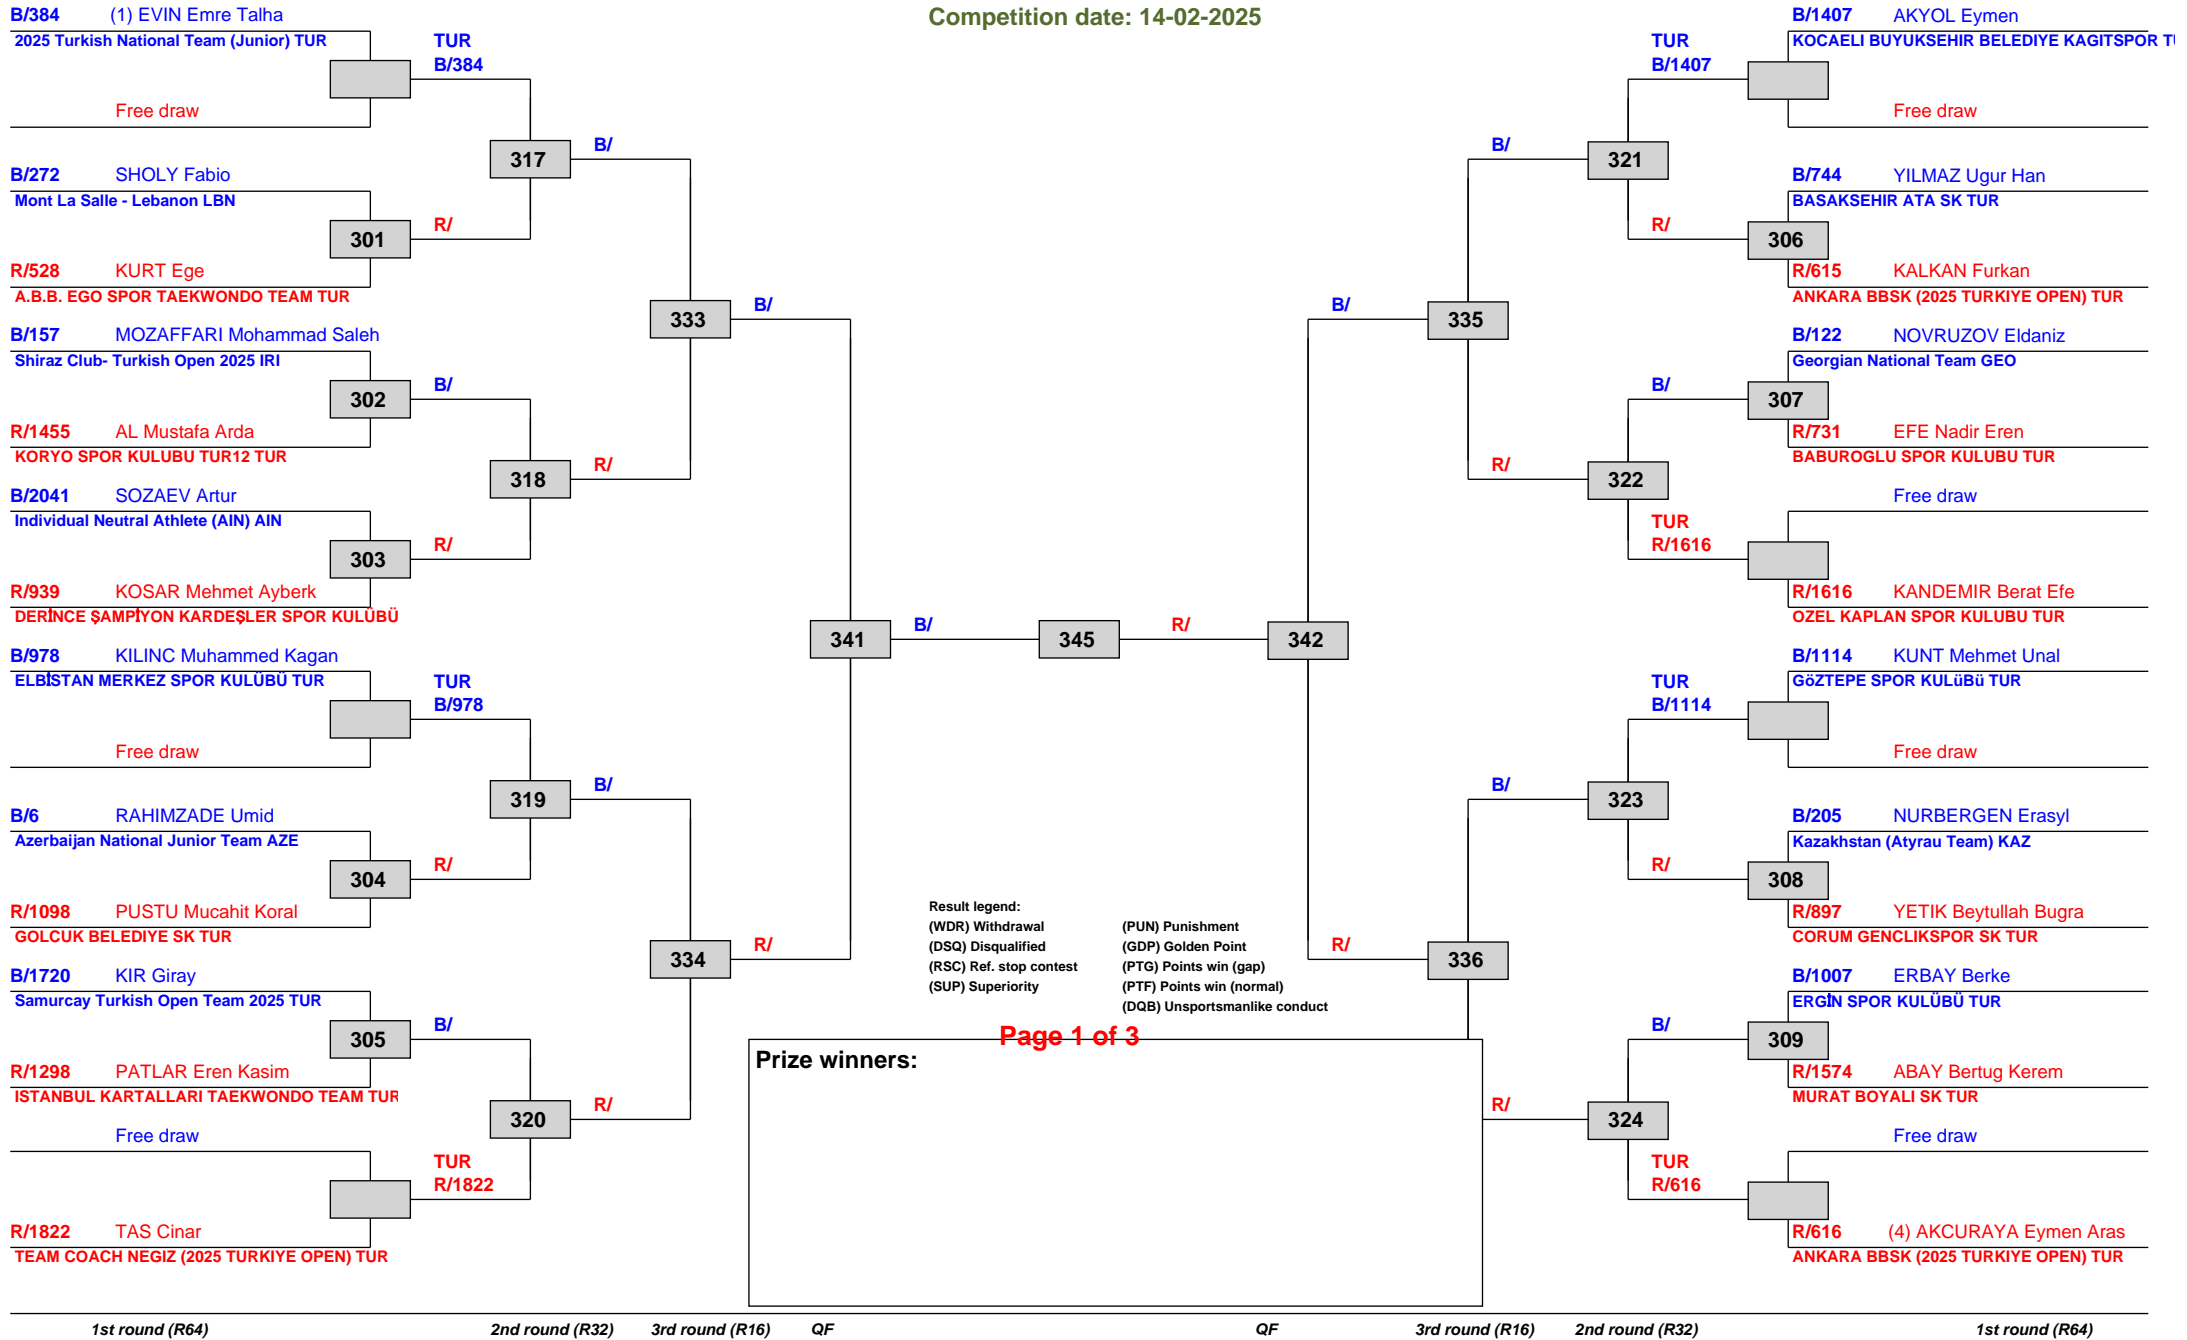 Competition date: 14-02-2025
B/384 (1) EVIN Emre Talha
2025 Turkish National Team (Junior) TUR
TUR
B/384
Free draw
317
B/
B/272 SHOLY Fabio
Mont La Salle - Lebanon LBN
301
R/
R/528 KURT Ege
A.B.B. EGO SPOR TAEKWONDO TEAM TUR
333
B/
B/157 MOZAFFARI Mohammad Saleh
Shiraz Club- Turkish Open 2025 IRI
302
B/
R/1455 AL Mustafa Arda
KORYO SPOR KULUBU TUR12 TUR
318
R/
B/2041 SOZAEV Artur
Individual Neutral Athlete (AIN) AIN
303
R/
R/939 KOSAR Mehmet Ayberk
DERİNCE ŞAMPİYON KARDEŞLER SPOR KULÜBÜ
341
B/
345
R/
342
B/978 KILINC Muhammed Kagan
ELBİSTAN MERKEZ SPOR KULÜBÜ TUR
TUR
B/978
Free draw
319
B/
B/6 RAHIMZADE Umid
Azerbaijan National Junior Team AZE
304
R/
R/1098 PUSTU Mucahit Koral
GOLCUK BELEDIYE SK TUR
334
R/
B/1720 KIR Giray
Samurcay Turkish Open Team 2025 TUR
305
B/
R/1298 PATLAR Eren Kasim
ISTANBUL KARTALLARI TAEKWONDO TEAM TUR
320
R/
Free draw
TUR
R/1822
R/1822 TAS Cinar
TEAM COACH NEGIZ (2025 TURKIYE OPEN) TUR
B/1407 AKYOL Eymen
KOCAELI BUYUKSEHIR BELEDIYE KAGITSPOR TU
TUR
B/1407
Free draw
B/
321
B/744 YILMAZ Ugur Han
BASAKSEHIR ATA SK TUR
R/
306
R/615 KALKAN Furkan
ANKARA BBSK (2025 TURKIYE OPEN) TUR
B/
335
B/122 NOVRUZOV Eldaniz
Georgian National Team GEO
B/
307
R/731 EFE Nadir Eren
BABUROGLU SPOR KULUBU TUR
R/
322
Free draw
TUR
R/1616
R/1616 KANDEMIR Berat Efe
OZEL KAPLAN SPOR KULUBU TUR
B/1114 KUNT Mehmet Unal
GöZTEPE SPOR KULüBü TUR
TUR
B/1114
Free draw
B/
323
B/205 NURBERGEN Erasyl
Kazakhstan (Atyrau Team) KAZ
R/
308
R/897 YETIK Beytullah Bugra
CORUM GENCLIKSPOR SK TUR
R/
336
B/1007 ERBAY Berke
ERGİN SPOR KULÜBÜ TUR
B/
309
R/1574 ABAY Bertug Kerem
MURAT BOYALI SK TUR
R/
324
Free draw
TUR
R/616
R/616 (4) AKCURAYA Eymen Aras
ANKARA BBSK (2025 TURKIYE OPEN) TUR
Result legend:
(WDR) Withdrawal (PUN) Punishment
(DSQ) Disqualified (GDP) Golden Point
(RSC) Ref. stop contest (PTG) Points win (gap)
(SUP) Superiority (PTF) Points win (normal)
(DQB) Unsportsmanlike conduct
Page 1 of 3
Prize winners:
1st round (R64) 2nd round (R32) 3rd round (R16) QF QF 3rd round (R16) 2nd round (R32) 1st round (R64)